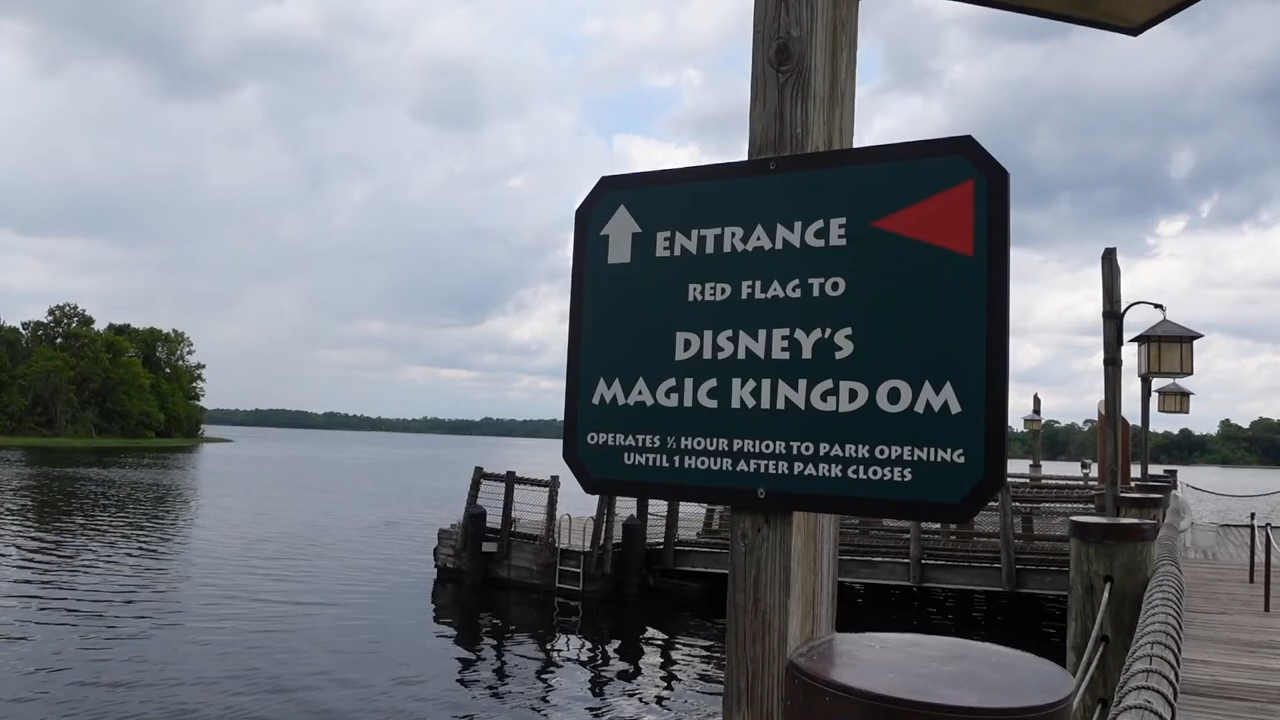 ENTRANCE
RED FLAG TO
DISNEY'S
MAGIC KINGDOM
OPERATES ½ HOUR PRIOR TO PARK OPENING
UNTIL 1 HOUR AFTER PARK CLOSES